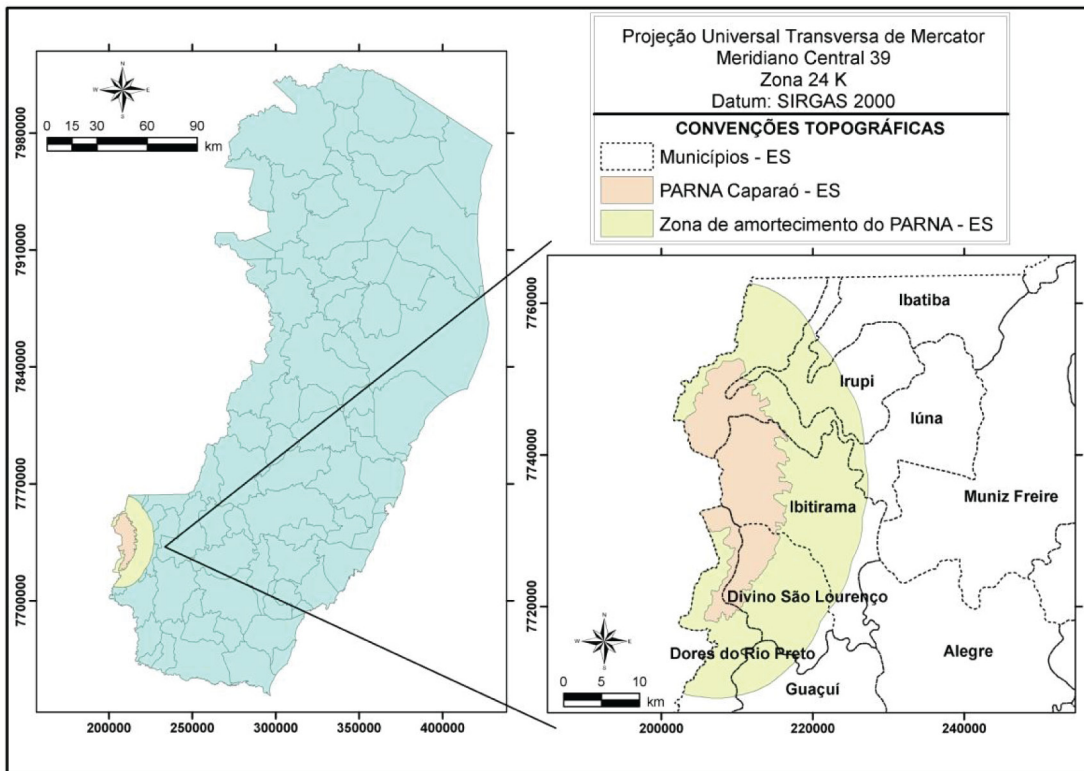 Projeção Universal Transversa de Mercator
Meridiano Central 39
Zona 24 K
Datum: SIRGAS 2000
CONVENÇÕES TOPOGRÁFICAS
Municípios - ES
PARNA Caparaó - ES
Zona de amortecimento do PARNA - ES
N
W E
S
0 15 30 60 90
km
7980000
7910000
7840000
7770000
7700000
200000 250000 300000 350000 400000
7760000
7740000
7720000
Ibatiba
Irupi
Iúna
Muniz Freire
Ibitirama
Divino São Lourenço
Dores do Rio Preto
Alegre
Guaçuí
N
W E
S
0 5 10
km
200000 220000 240000